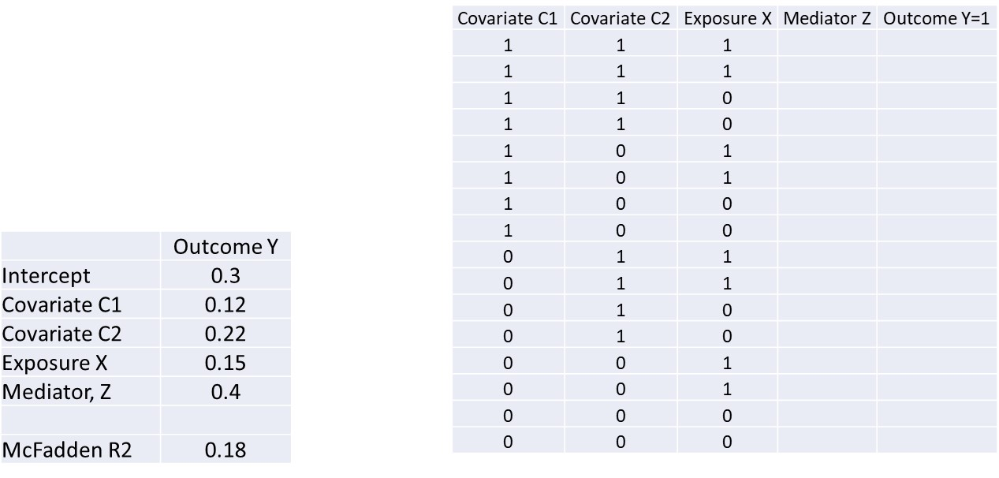 Outcome Y
Intercept 0.3
Covariate C1 0.12
Covariate C2 0.22
Exposure X 0.15
Mediator, Z 0.4
McFadden R2 0.18
Covariate C1 Covariate C2 Exposure X Mediator Z Outcome Y=1
1 1 1
1 1 1
1 1 0
1 1 0
1 0 1
1 0 1
1 0 0
1 0 0
0 1 1
0 1 1
0 1 0
0 1 0
0 0 1
0 0 1
0 0 0
0 0 0